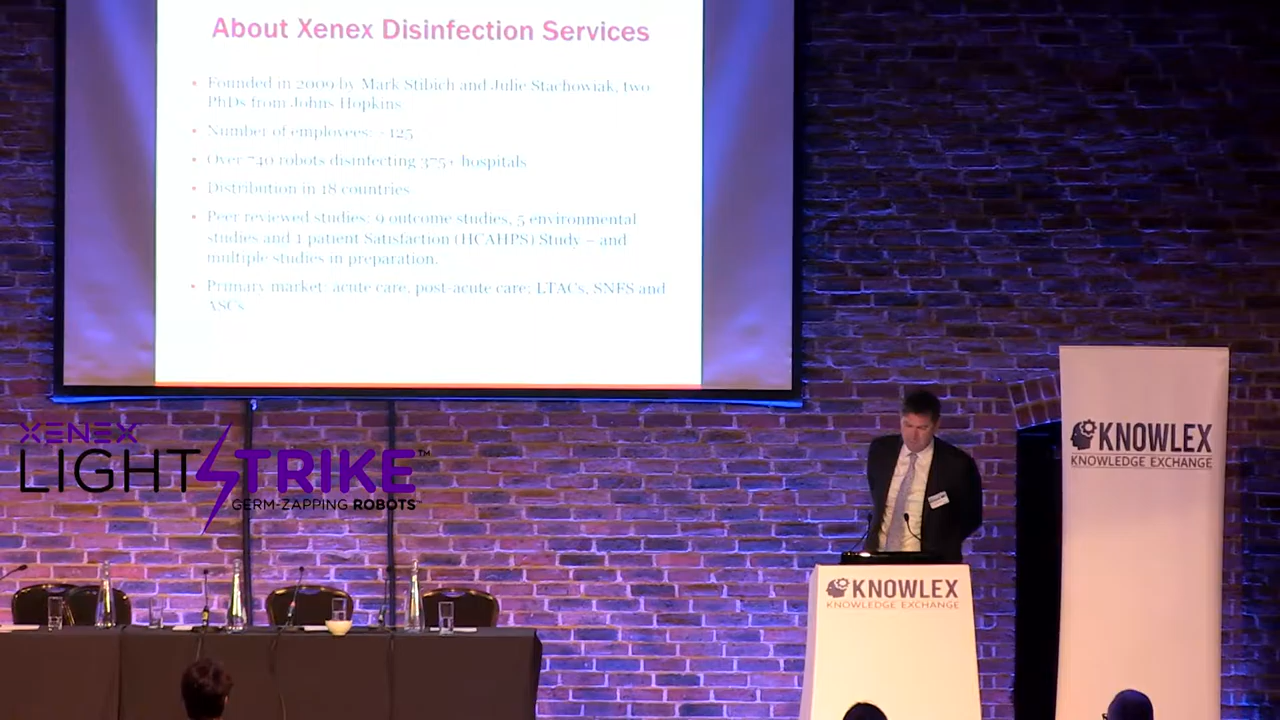 About Xenex Disinfection Services
• Founded in 2009 by Mark Stibich and Julie Stachowiak, two
PhDs from Johns Hopkins
• Number of employees: ~125
• Over 740 robots disinfecting 375+ hospitals
• Distribution in 18 countries
• Peer reviewed studies: 9 outcome studies, 5 environmental
studies and 1 patient Satisfaction (HCAHPS) Study – and
multiple studies in preparation.
• Primary market: acute care, post-acute care: LTACs, SNFS and
ASCs
XENEX
LIGHTSTRIKE™
GERM-ZAPPING ROBOTS™
KNOWLEX
KNOWLEDGE EXCHANGE
KNOWLEX
KNOWLEDGE EXCHANGE